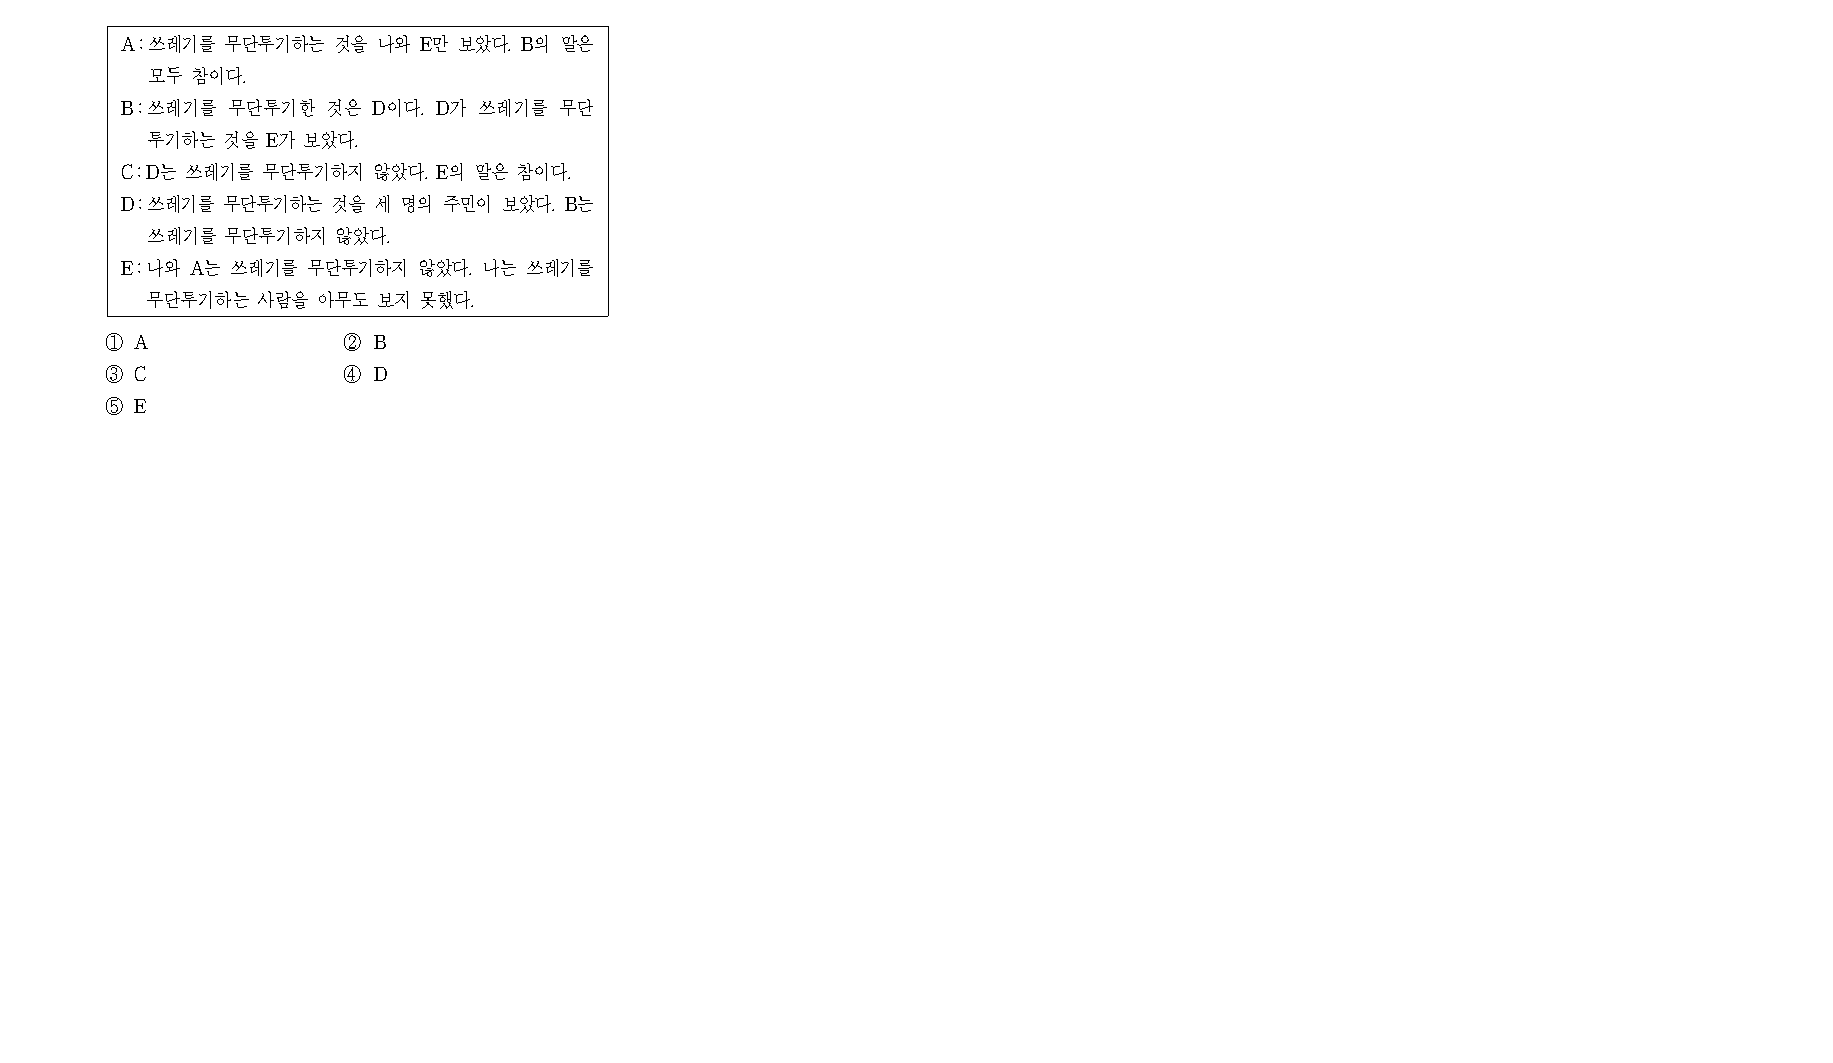 A : 쓰레기를 무단투기하는 것을 나와 E만 보았다. B의 말은
모두 참이다.
B : 쓰레기를 무단투기한 것은 D이다. D가 쓰레기를 무단
투기하는 것을 E가 보았다.
C : D는 쓰레기를 무단투기하지 않았다. E의 말은 참이다.
D : 쓰레기를 무단투기하는 것을 세 명의 주민이 보았다. B는
쓰레기를 무단투기하지 않았다.
E : 나와 A는 쓰레기를 무단투기하지 않았다. 나는 쓰레기를
무단투기하는 사람을 아무도 보지 못했다.
① A ② B
③ C ④ D
⑤ E